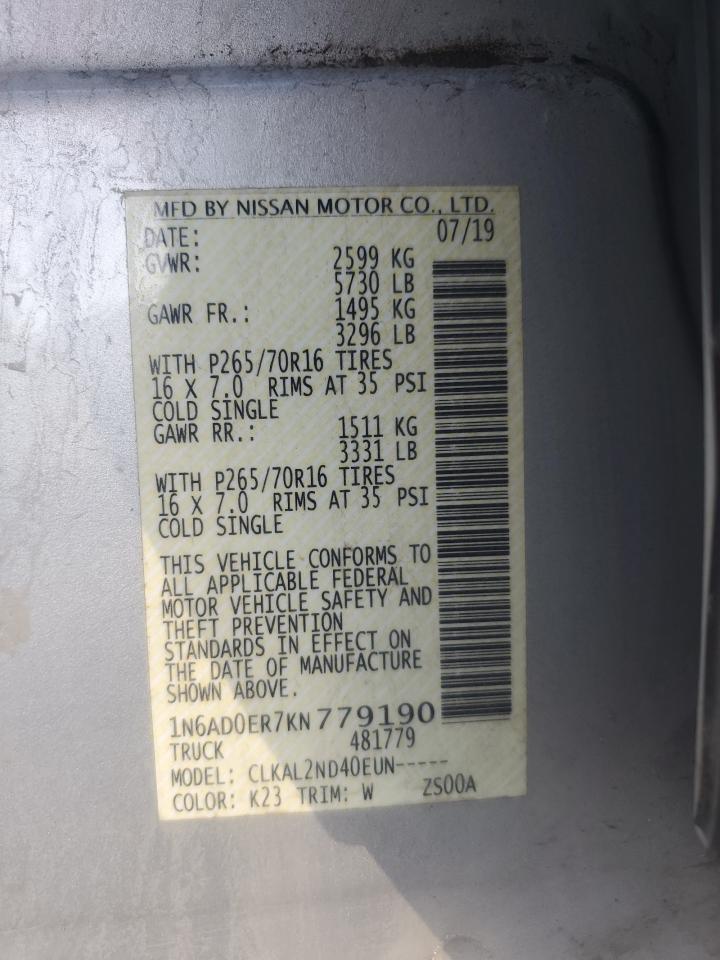 MFD BY NISSAN MOTOR CO., LTD.
DATE: 07/19
GVWR: 2599 KG
5730 LB
GAWR FR.: 1495 KG
3296 LB
WITH P265/70R16 TIRES
16 X 7.0 RIMS AT 35 PSI
COLD SINGLE
GAWR RR.: 1511 KG
3331 LB
WITH P265/70R16 TIRES
16 X 7.0 RIMS AT 35 PSI
COLD SINGLE
THIS VEHICLE CONFORMS TO
ALL APPLICABLE FEDERAL
MOTOR VEHICLE SAFETY AND
THEFT PREVENTION
STANDARDS IN EFFECT ON
THE DATE OF MANUFACTURE
SHOWN ABOVE.
1N6AD0ER7KN779190
TRUCK 481779
MODEL: CLKAL2ND40EUN-----
COLOR: K23 TRIM: W ZS00A